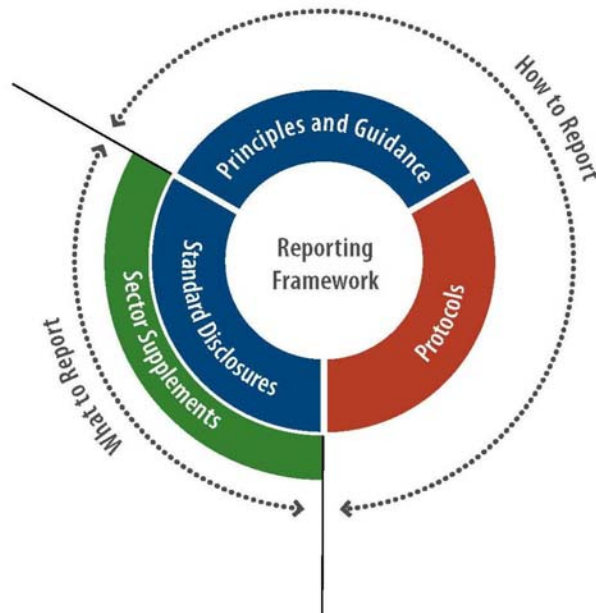 How to Report
Principles and Guidance
Reporting
Framework
Standard Disclosures
Sector Supplements
Protocols
What to Report